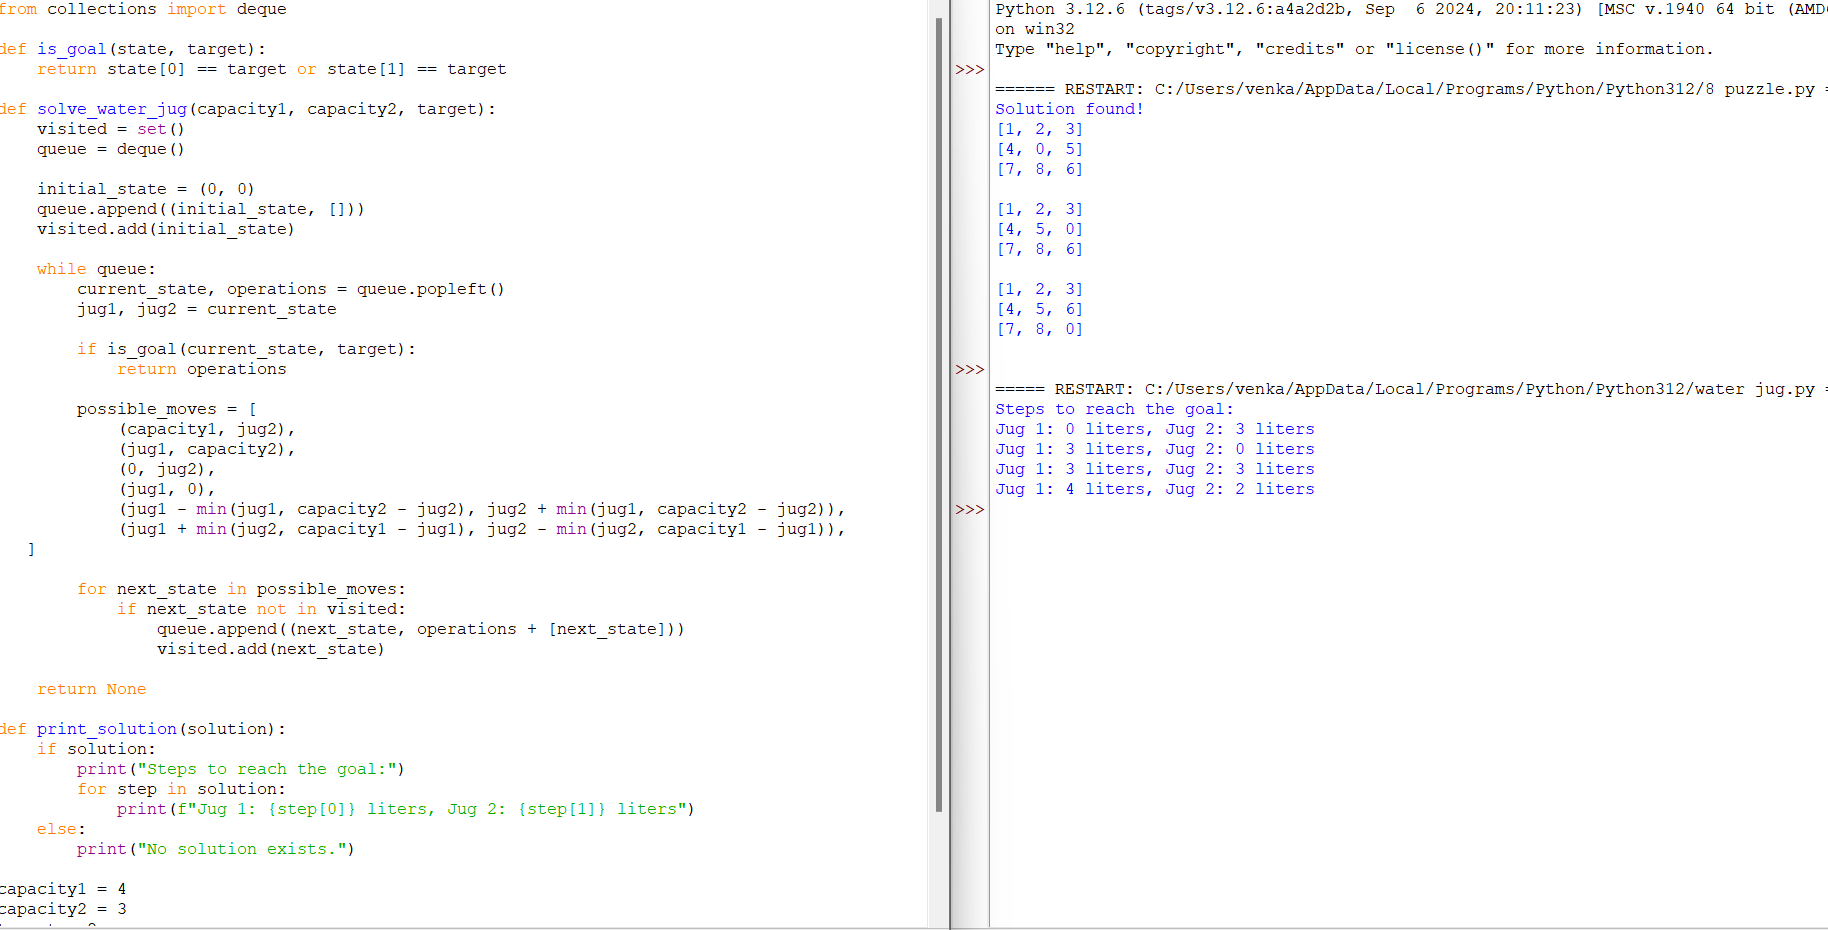 from collections import deque
def is_goal(state, target):
    return state[0] == target or state[1] == target
def solve_water_jug(capacity1, capacity2, target):
    visited = set()
    queue = deque()
    initial_state = (0, 0)
    queue.append((initial_state, []))
    visited.add(initial_state)
    while queue:
        current_state, operations = queue.popleft()
        jug1, jug2 = current_state
        if is_goal(current_state, target):
            return operations
        possible_moves = [
            (capacity1, jug2),
            (jug1, capacity2),
            (0, jug2),
            (jug1, 0),
            (jug1 - min(jug1, capacity2 - jug2), jug2 + min(jug1, capacity2 - jug2)),
            (jug1 + min(jug2, capacity1 - jug1), jug2 - min(jug2, capacity1 - jug1)),
   ]
        for next_state in possible_moves:
            if next_state not in visited:
                queue.append((next_state, operations + [next_state]))
                visited.add(next_state)
    return None
def print_solution(solution):
    if solution:
        print("Steps to reach the goal:")
        for step in solution:
            print(f"Jug 1: {step[0]} liters, Jug 2: {step[1]} liters")
    else:
        print("No solution exists.")
capacity1 = 4
capacity2 = 3
Python 3.12.6 (tags/v3.12.6:a4a2d2b, Sep  6 2024, 20:11:23) [MSC v.1940 64 bit (AMD
on win32
Type "help", "copyright", "credits" or "license()" for more information.
>>>
====== RESTART: C:/Users/venka/AppData/Local/Programs/Python/Python312/8 puzzle.py =
Solution found!
[1, 2, 3]
[4, 0, 5]
[7, 8, 6]
[1, 2, 3]
[4, 5, 0]
[7, 8, 6]
[1, 2, 3]
[4, 5, 6]
[7, 8, 0]
>>>
===== RESTART: C:/Users/venka/AppData/Local/Programs/Python/Python312/water jug.py =
Steps to reach the goal:
Jug 1: 0 liters, Jug 2: 3 liters
Jug 1: 3 liters, Jug 2: 0 liters
Jug 1: 3 liters, Jug 2: 3 liters
Jug 1: 4 liters, Jug 2: 2 liters
>>>